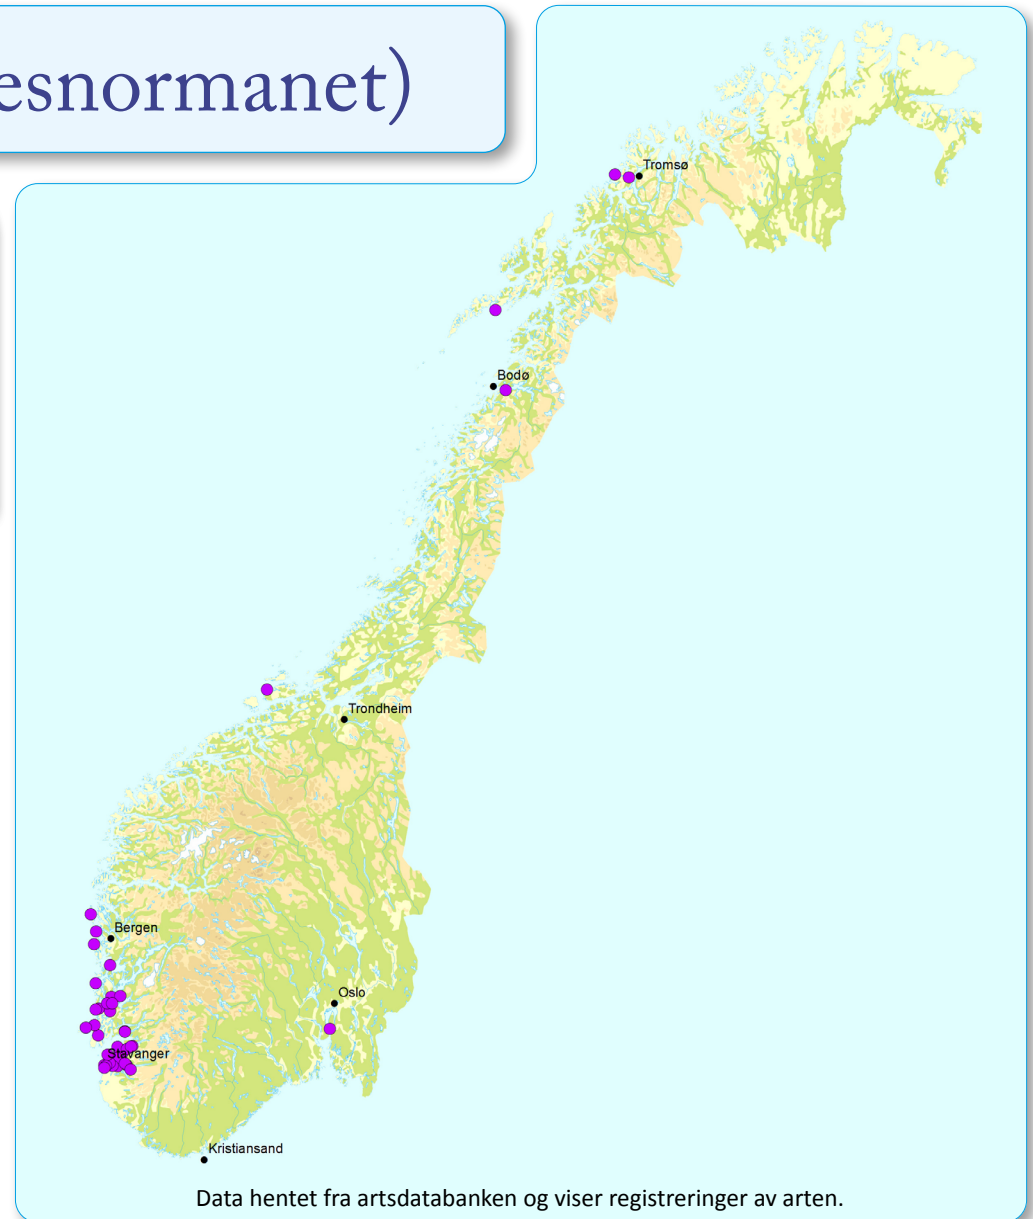 esnormanet)
Tromsø
Bodø
Trondheim
Bergen
Oslo
Stavanger
Kristiansand
Data hentet fra artsdatabanken og viser registreringer av arten.